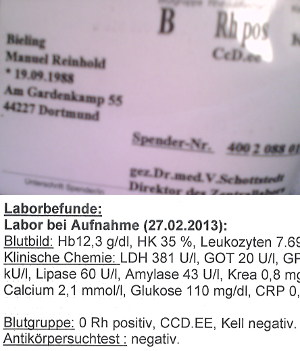 B Rh pos
CcD.ee
Bieling
Manuel Reinhold
* 19.09.1988
Am Gardenkamp 55
44227 Dortmund
Spender-Nr. 400 2 088 01
gez.Dr.med.V.Schottstedt
Unterschrift Spender/in
Direktor des Zentralbereichs
Laborbefunde:
Labor bei Aufnahme (27.02.2013):
Blutbild: Hb12,3 g/dl, HK 35 %, Leukozyten 7.69
Klinische Chemie: LDH 381 U/l, GOT 20 U/l, GP
kU/l, Lipase 60 U/l, Amylase 43 U/l, Krea 0,8 mg
Calcium 2,1 mmol/l, Glukose 110 mg/dl, CRP 0,
Blutgruppe: 0 Rh positiv, CCD.EE, Kell negativ.
Antikörpersuchtest : negativ.